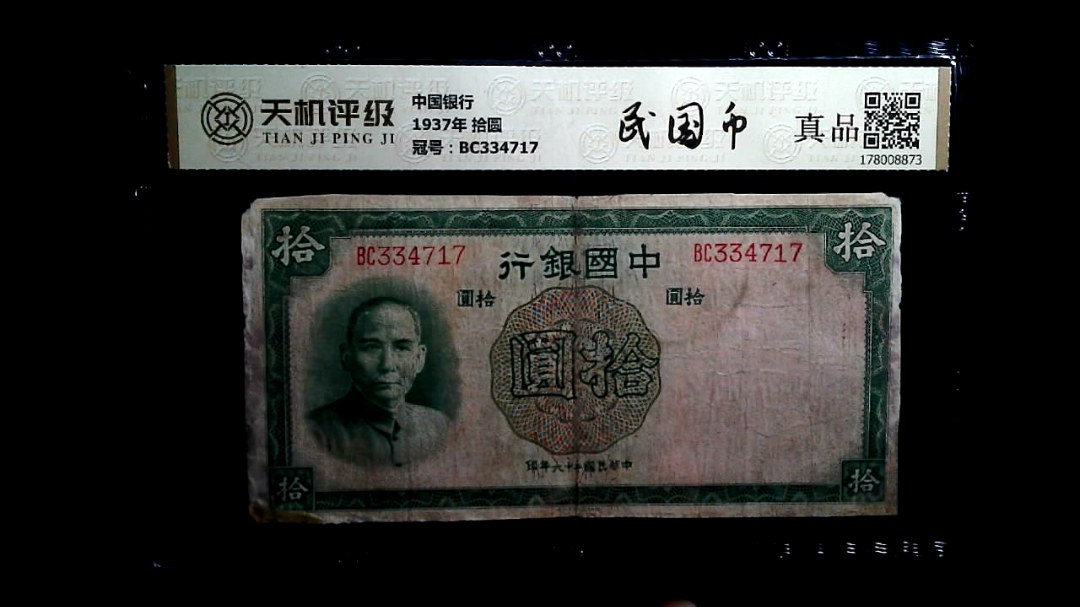 天机评级
TIAN JI PING JI
中国银行
1937年 拾圆
冠号：BC334717
民国币
真品
178008873
拾
拾
BC334717
行銀國中
BC334717
圓拾
圓拾
圓拾
印年六十二國民華中
拾
拾